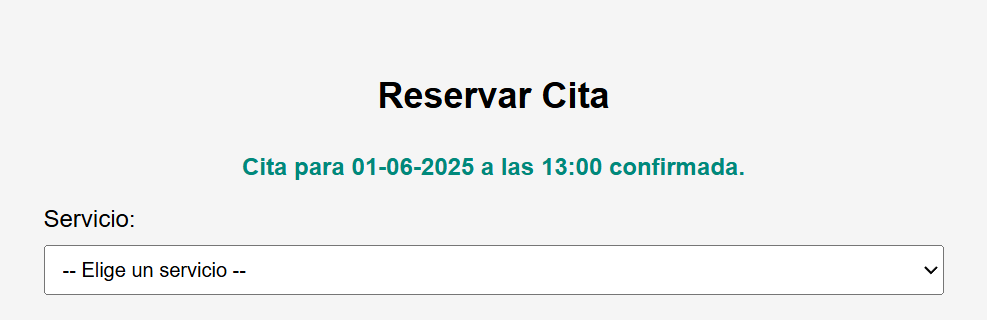 Reservar Cita
Cita para 01-06-2025 a las 13:00 confirmada.
Servicio:
-- Elige un servicio --